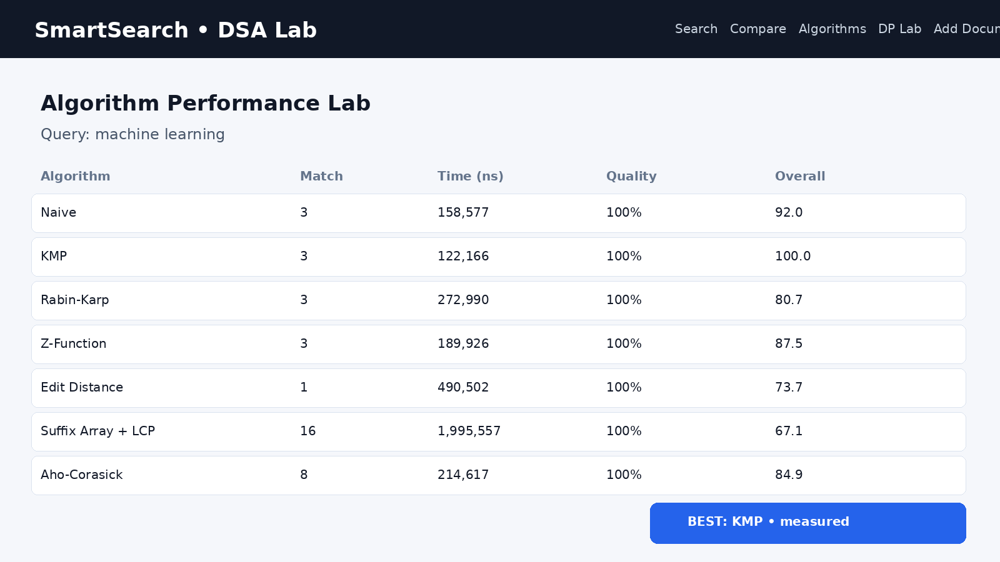 SmartSearch • DSA Lab
Search Compare Algorithms DP Lab Add Docun
Algorithm Performance Lab
Query: machine learning
Algorithm Match Time (ns) Quality Overall
Naive 3 158,577 100% 92.0
KMP 3 122,166 100% 100.0
Rabin-Karp 3 272,990 100% 80.7
Z-Function 3 189,926 100% 87.5
Edit Distance 1 490,502 100% 73.7
Suffix Array + LCP 16 1,995,557 100% 67.1
Aho-Corasick 8 214,617 100% 84.9
BEST: KMP • measured